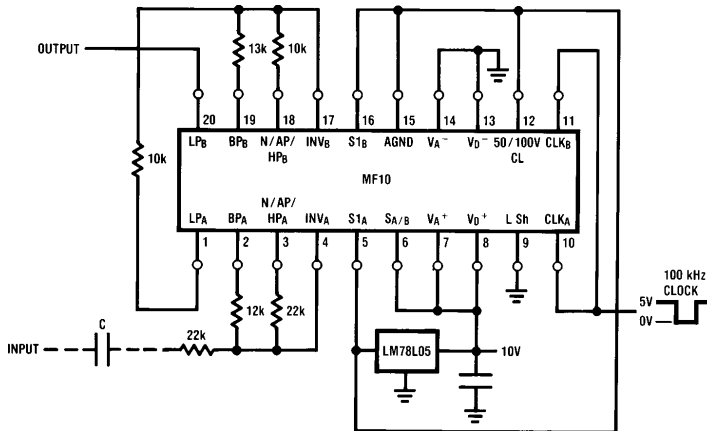 OUTPUT
13k
10k
20 19 18 17 16 15 14 13 12 11
LPB BPB N/AP/ HPB INVB S1B AGND VA− VD− 50/100V CL CLKB
10k
MF10
LPA BPA N/AP/ HPA INVA S1A SA/B VA+ VD+ L Sh CLKA
1 2 3 4 5 6 7 8 9 10
100 kHz
CLOCK
5V
0V
12k
22k
C
INPUT
22k
LM78L05
10V